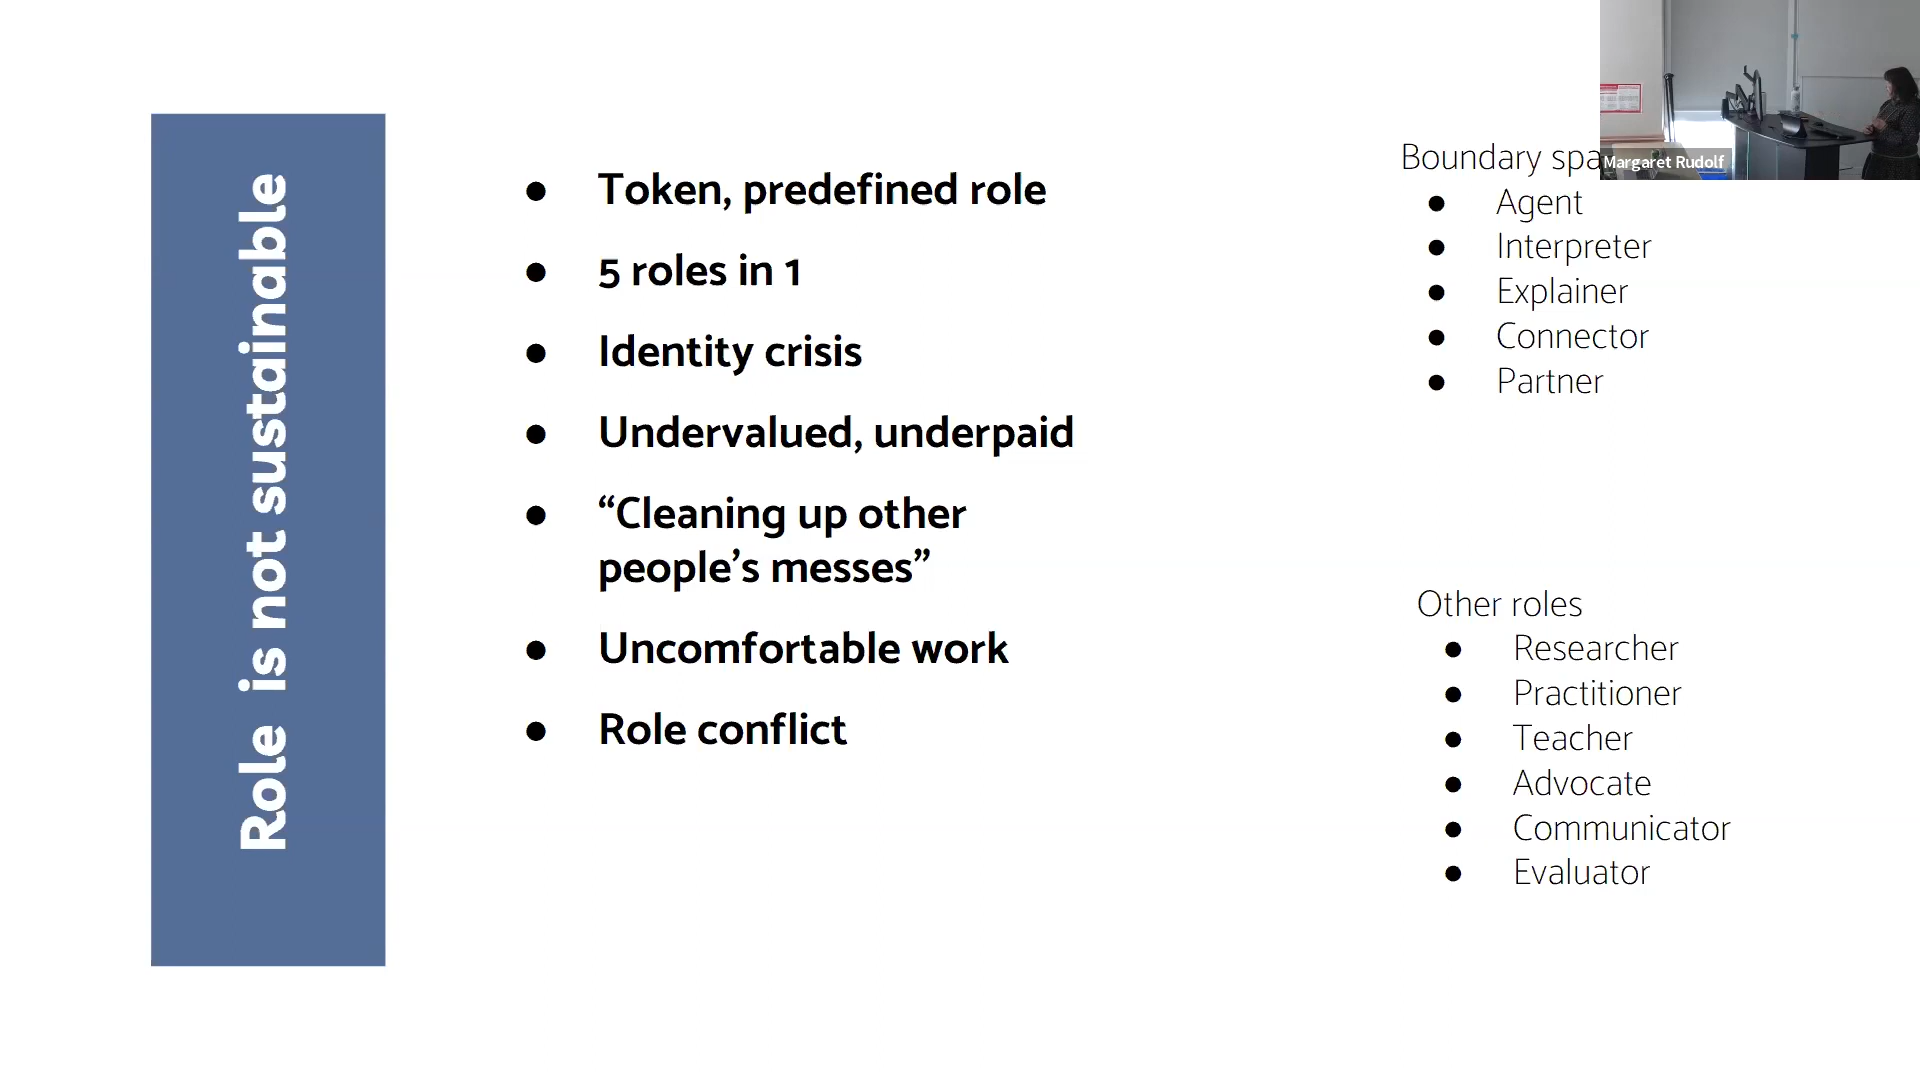 Role is not sustainable
Token, predefined role
5 roles in 1
Identity crisis
Undervalued, underpaid
“Cleaning up other
people’s messes”
Uncomfortable work
Role conflict
Boundary
Agent
Interpreter
Explainer
Connector
Partner
Other roles
Researcher
Practitioner
Teacher
Advocate
Communicator
Evaluator
Margaret Rudolf